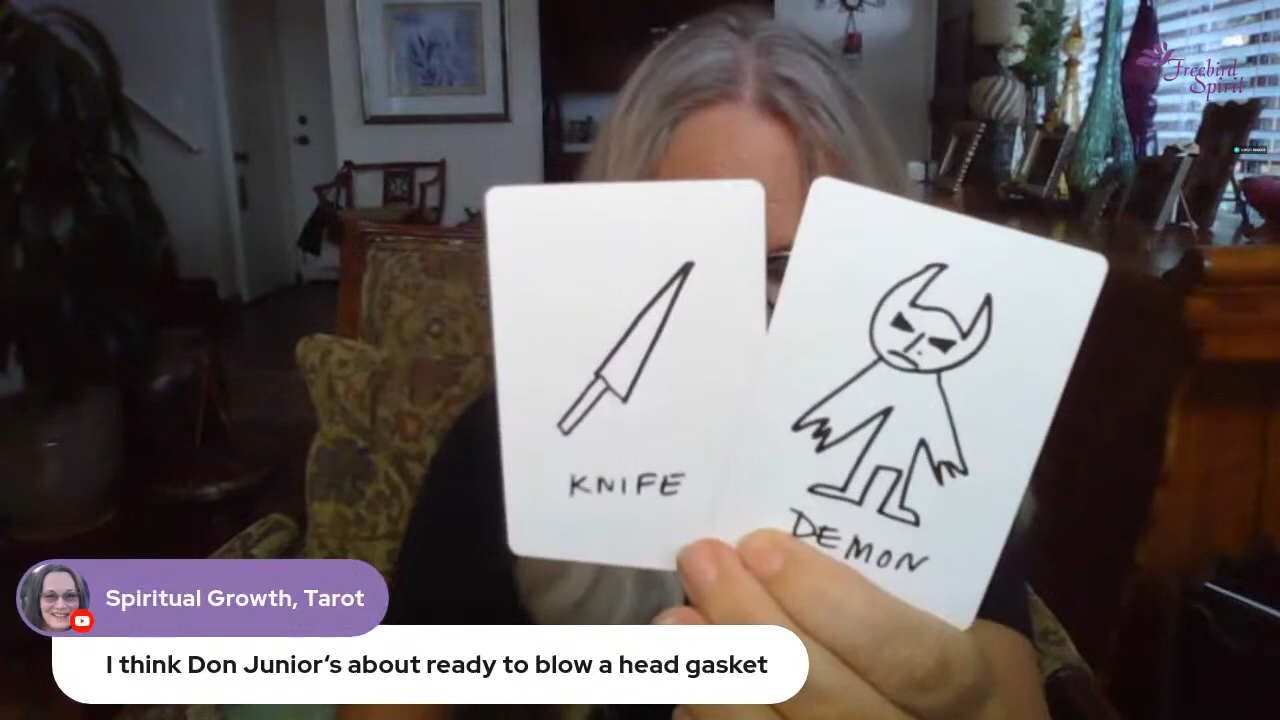 Freebird
Spirit
KNIFE
DEMON
Spiritual Growth, Tarot
I think Don Junior’s about ready to blow a head gasket